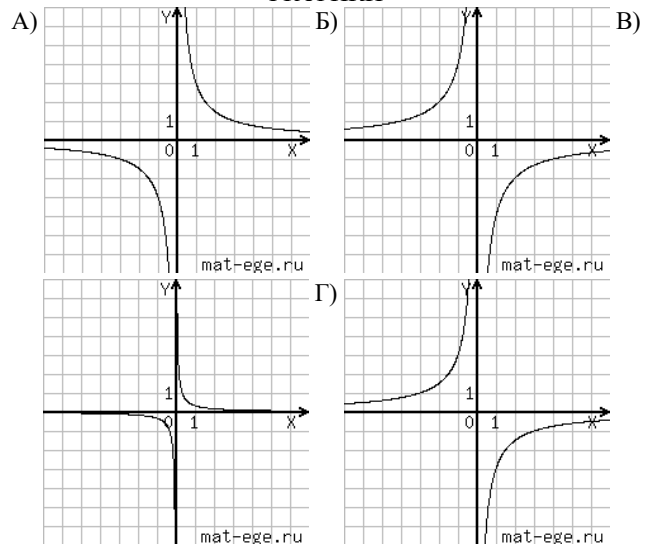 А) Б) В)
Y
1
0 1 X
mat-ege.ru
Y
1
0 1 X
mat-ege.ru
Г)
Y
1
0 1 X
mat-ege.ru
Y
1
0 1 X
mat-ege.ru